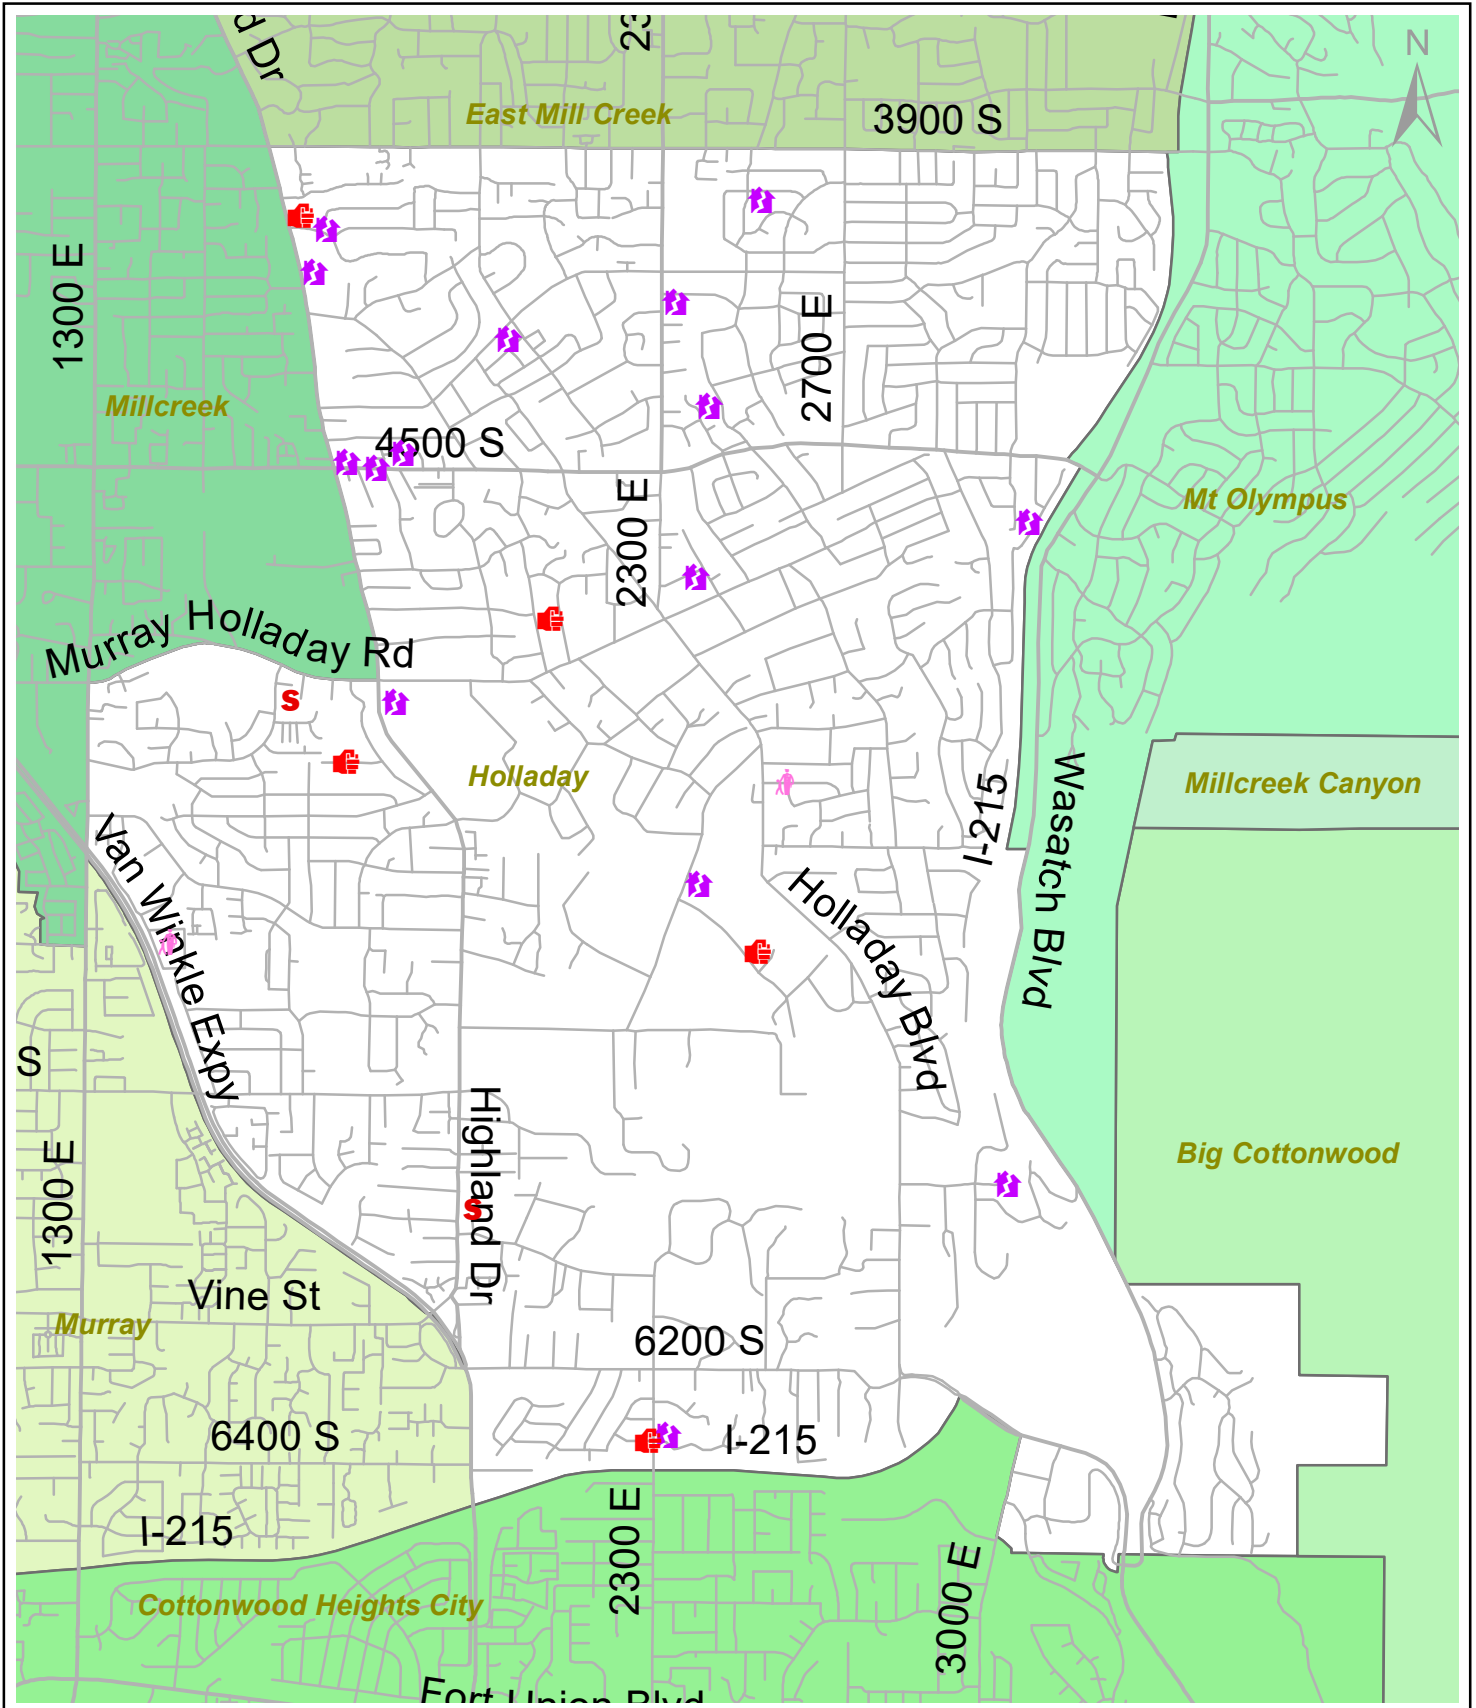 d Dr
23
N
East Mill Creek
3900 S
1300 E
2700 E
Millcreek
4500 S
2300 E
Mt Olympus
Murray Holladay Rd
S
Holladay
I-215
Wasatch Blvd
Millcreek Canyon
Van Winkle Expy
Holladay Blvd
S
Highland Dr
1300 E
Big Cottonwood
S
Vine St
Murray
6200 S
6400 S
I-215
I-215
2300 E
3000 E
Cottonwood Heights City
Fort Union Blvd